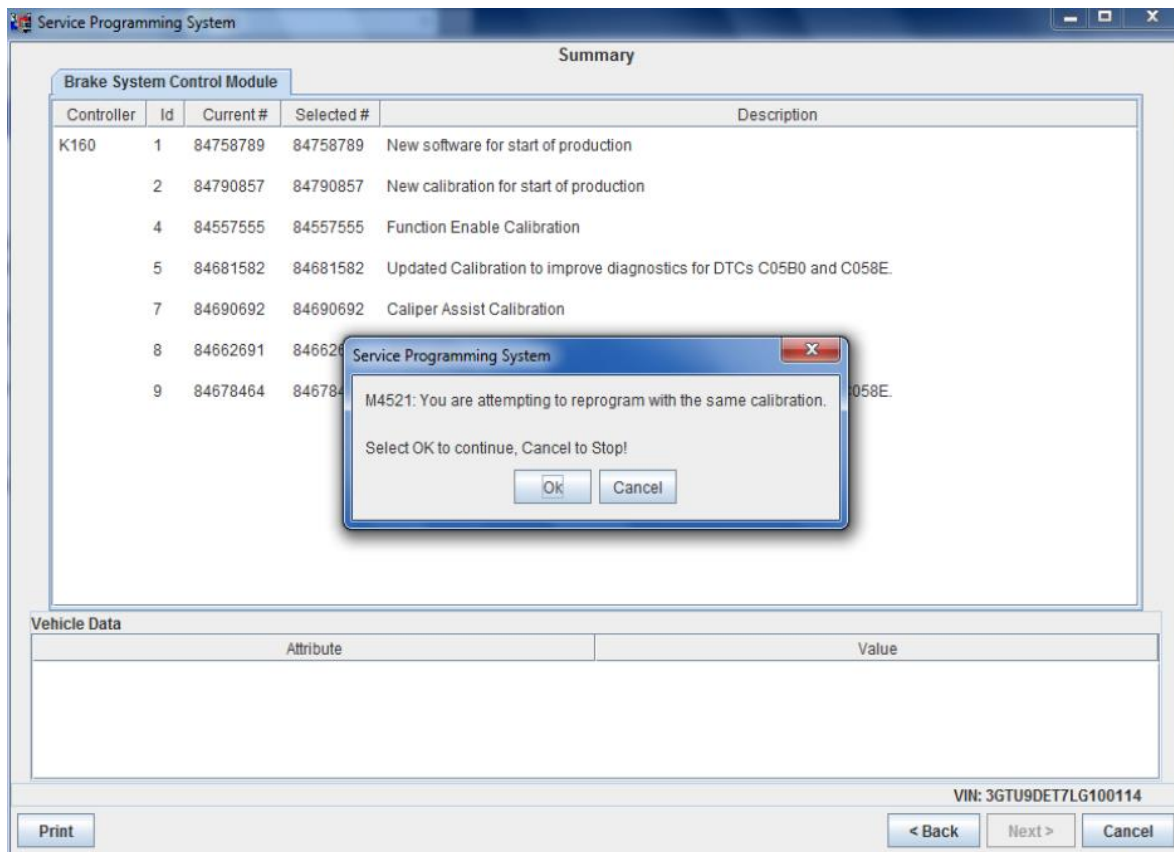 Service Programming System
Summary
Brake System Control Module
Controller Id Current # Selected # Description
K160 1 84758789 84758789 New software for start of production
2 84790857 84790857 New calibration for start of production
4 84557555 84557555 Function Enable Calibration
5 84681582 84681582 Updated Calibration to improve diagnostics for DTCs C05B0 and C058E.
7 84690692 84690692 Caliper Assist Calibration
8 84662691
9 84678464 C058E.
Service Programming System
M4521: You are attempting to reprogram with the same calibration.
Select OK to continue, Cancel to Stop!
Ok Cancel
Vehicle Data
Attribute Value
VIN: 3GTU9DET7LG100114
Print < Back Next > Cancel